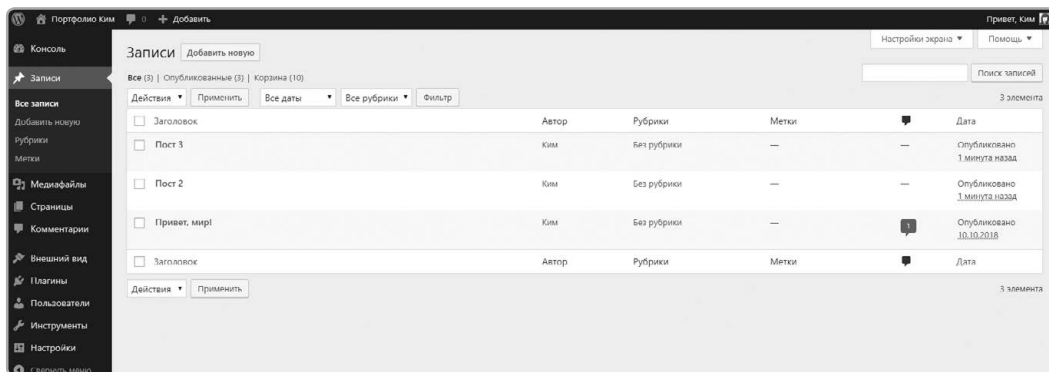 Портфолио Ким 0 + Добавить Привет, Ким
Консоль
Записи
Все записи
Добавить новую
Рубрики
Метки
Медиафайлы
Страницы
Комментарии
Внешний вид
Плагины
Пользователи
Инструменты
Настройки
Свернуть меню
Настройки экрана ▼ Помощь ▼
Записи Добавить новую
Все (3) | Опубликованные (3) | Корзина (10)
Поиск записей
Действия ▼ Применить Все даты ▼ Все рубрики ▼ Фильтр 3 элемента
Заголовок Автор Рубрики Метки Дата
Пост 3 Ким Без рубрики — — Опубликовано
1 минута назад
Пост 2 Ким Без рубрики — — Опубликовано
1 минута назад
Привет, мир! Ким Без рубрики — 1 Опубликовано
10.10.2018
Заголовок Автор Рубрики Метки Дата
Действия ▼ Применить 3 элемента